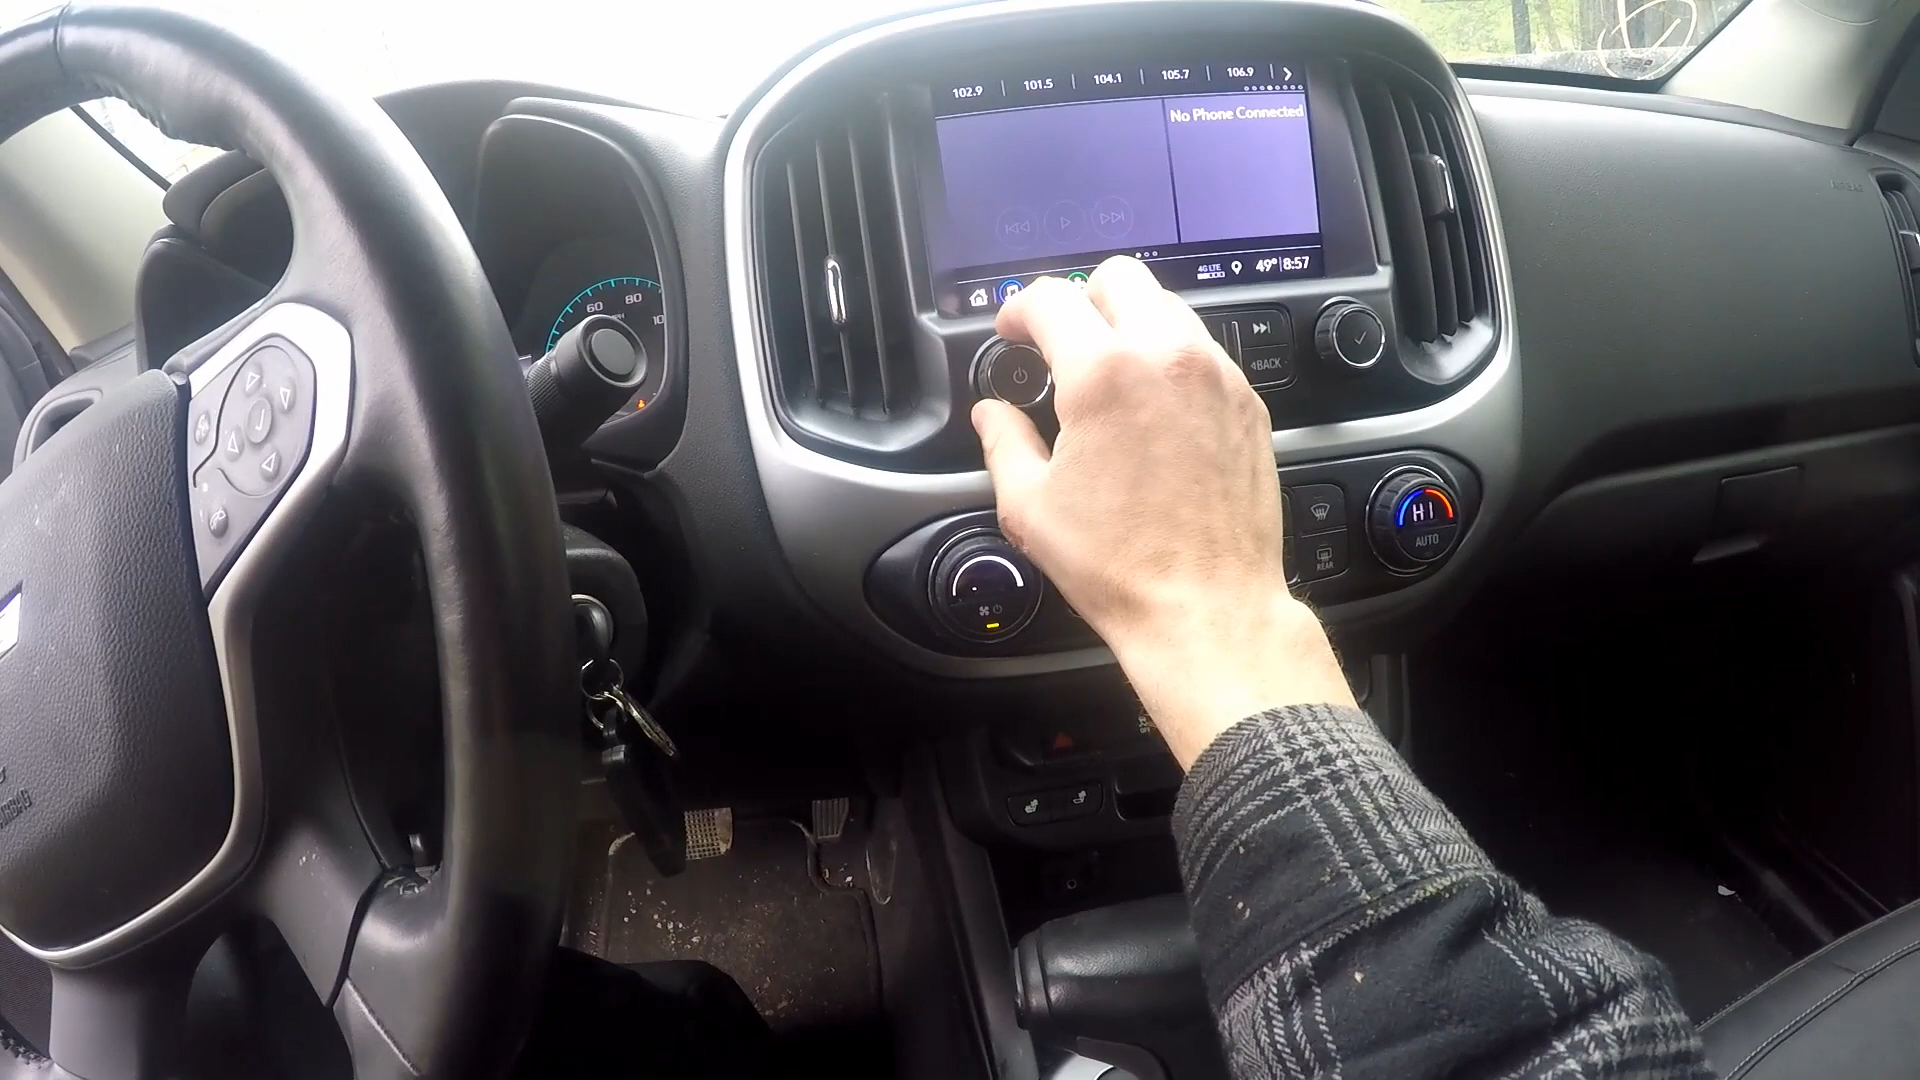 102.9 | 101.5 | 104.1 | 105.7 | 106.9
No Phone Connected
4G LTE 49° 8:57
60 80
BACK
HI
AUTO
REAR
OFF